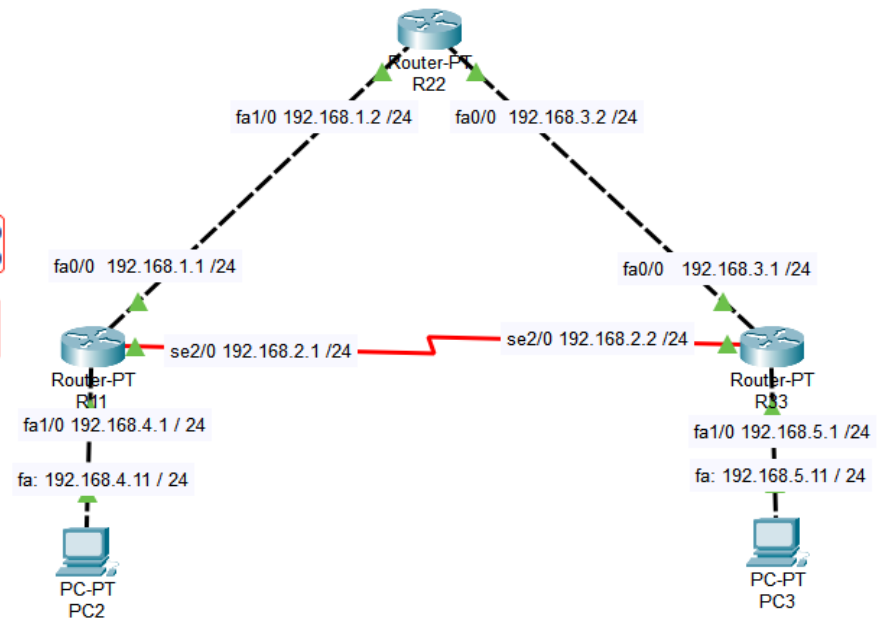 Router-PT
R22
fa1/0 192.168.1.2 /24
fa0/0 192.168.3.2 /24
fa0/0 192.168.1.1 /24
fa0/0 192.168.3.1 /24
se2/0 192.168.2.1 /24
se2/0 192.168.2.2 /24
Router-PT
R11
fa1/0 192.168.4.1 / 24
fa: 192.168.4.11 / 24
PC-PT
PC2
Router-PT
R33
fa1/0 192.168.5.1 /24
fa: 192.168.5.11 / 24
PC-PT
PC3